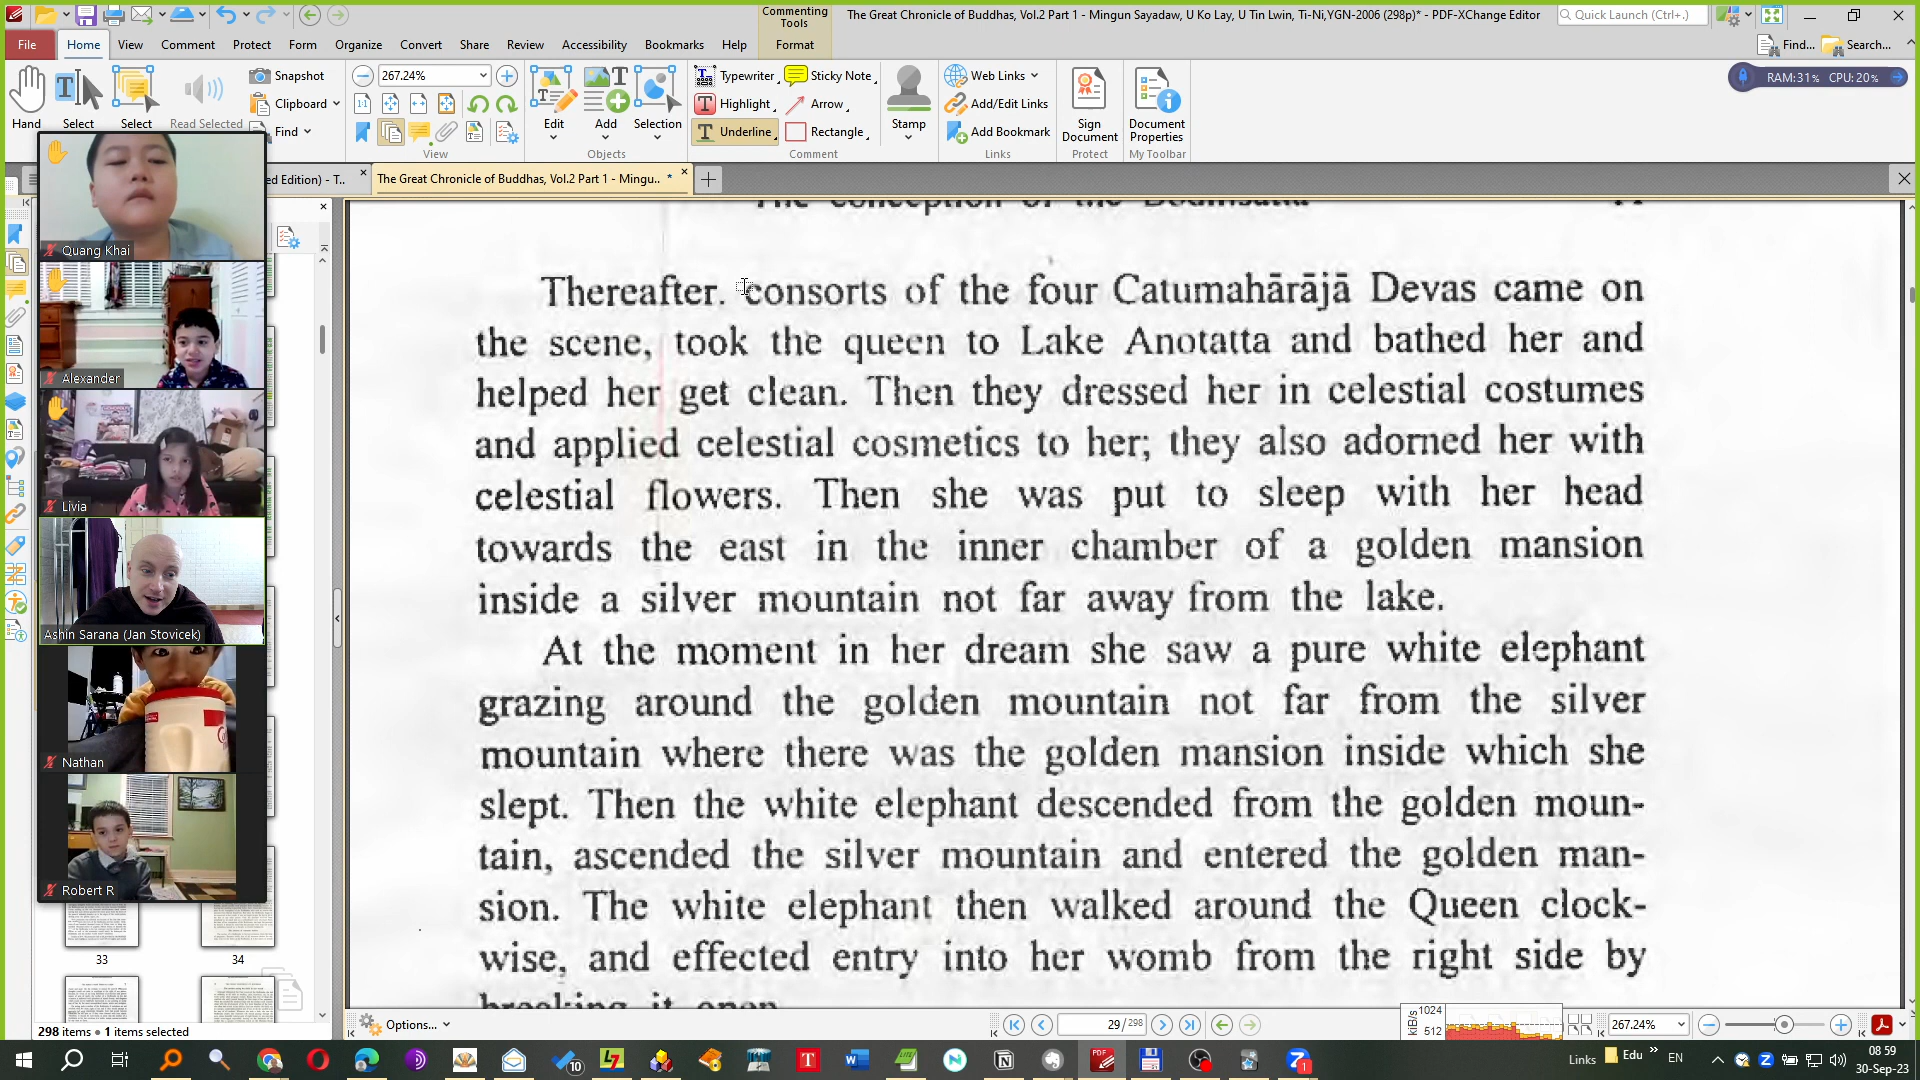 Commenting Tools
The Great Chronicle of Buddhas, Vol.2 Part 1 - Mingun Sayadaw, U Ko Lay, U Tin Lwin, Ti-Ni,YGN-2006 (298p)* - PDF-XChange Editor
Quick Launch (Ctrl+.)
File Home View Comment Protect Form Organize Convert Share Review Accessibility Bookmarks Help Format
Find... Search...
Hand Select Select Read Selected
Snapshot
Clipboard
Find
267.24%
View
Edit Add Selection
Objects
Typewriter Sticky Note
Highlight Arrow
Underline Rectangle
Stamp
Comment
Web Links
Add/Edit Links
Add Bookmark
Links
Sign Document
Protect
Document Properties
My Toolbar
RAM:31% CPU:20%
ed Edition) - T..
The Great Chronicle of Buddhas, Vol.2 Part 1 - Mingu.. *
Quang Khai
Alexander
Livia
Ashin Sarana (Jan Stovicek)
Nathan
Robert R
33 34
298 items • 1 items selected
Thereafter. consorts of the four Catumahārājā Devas came on
the scene, took the queen to Lake Anotatta and bathed her and
helped her get clean. Then they dressed her in celestial costumes
and applied celestial cosmetics to her; they also adorned her with
celestial flowers. Then she was put to sleep with her head
towards the east in the inner chamber of a golden mansion
inside a silver mountain not far away from the lake.
At the moment in her dream she saw a pure white elephant
grazing around the golden mountain not far from the silver
mountain where there was the golden mansion inside which she
slept. Then the white elephant descended from the golden moun-
tain, ascended the silver mountain and entered the golden man-
sion. The white elephant then walked around the Queen clock-
wise, and effected entry into her womb from the right side by
Options...
29 / 298
KiB/s 1024
512
267.24%
10
Links Edu » EN
1
08 59
30-Sep-23